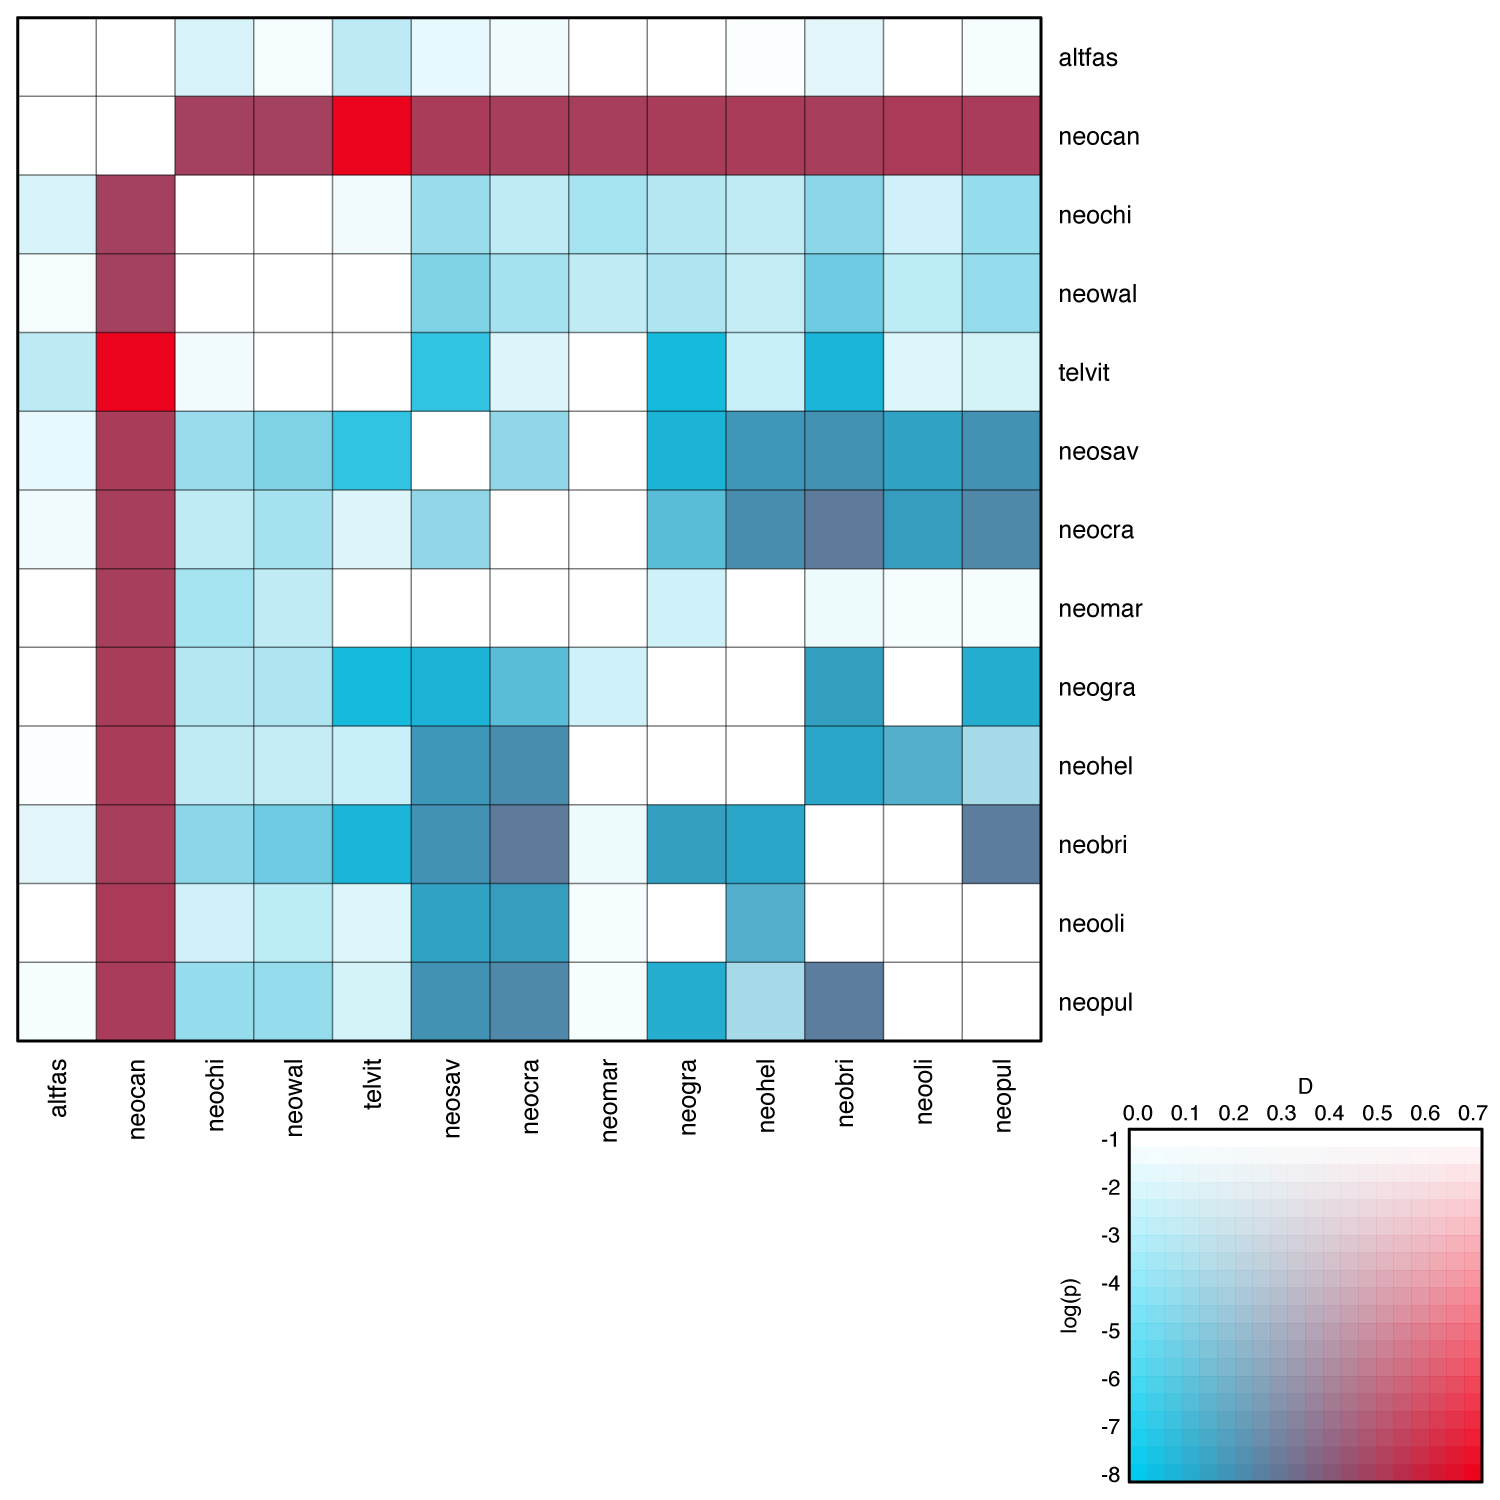 altfas
neocan
neochi
neowal
telvit
neosav
neocra
neomar
neogra
neohel
neobri
neooli
neopul
altfas neocan neochi neowal telvit neosav neocra neomar neogra neohel neobri neooli neopul
D
0.0 0.1 0.2 0.3 0.4 0.5 0.6 0.7
-1
-2
-3
-4
-5
-6
-7
-8
log(p)